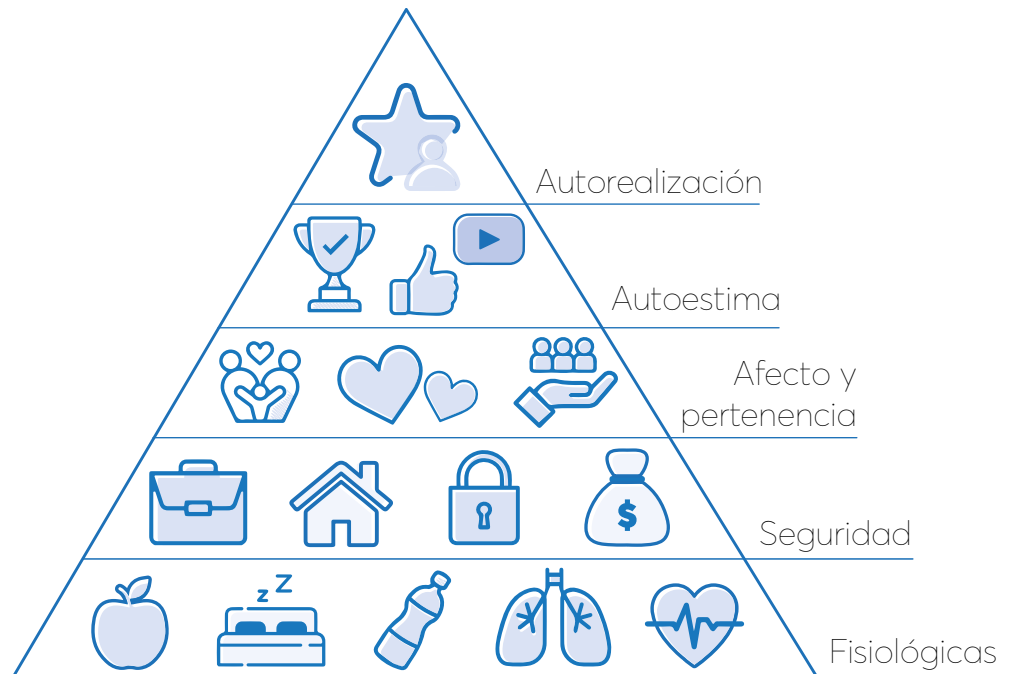 Autorealización
Autoestima
Afecto y
pertenencia
$
Seguridad
z Z
Fisiológicas